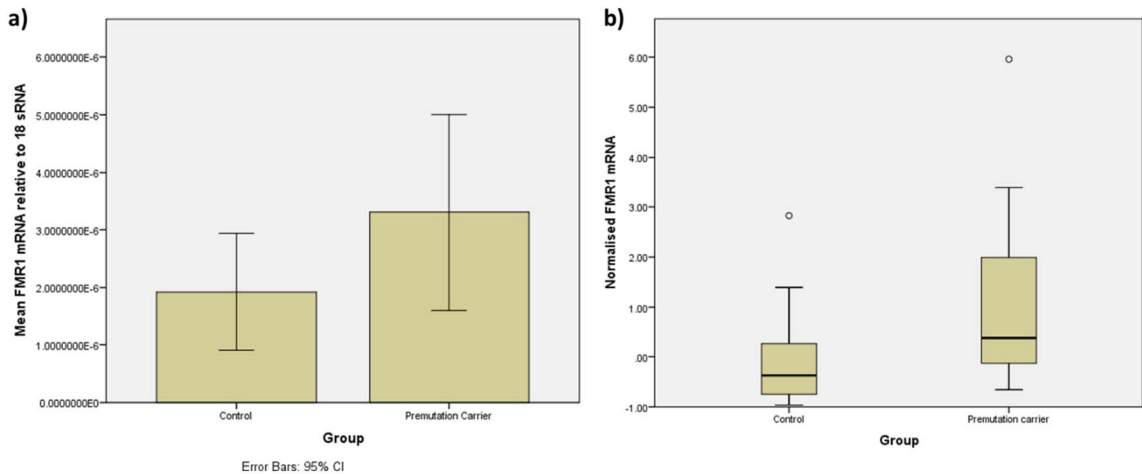 a)
Mean FMR1 mRNA relative to 18 sRNA
6.0000000E-6
5.0000000E-6
4.0000000E-6
3.0000000E-6
2.0000000E-6
1.0000000E-6
0.0000000E0
Control Premutation Carrier
Group
Error Bars: 95% CI
b)
Normalised FMR1 mRNA
6.00
5.00
4.00
3.00
2.00
1.00
.00
-1.00
Control Premutation carrier
Group